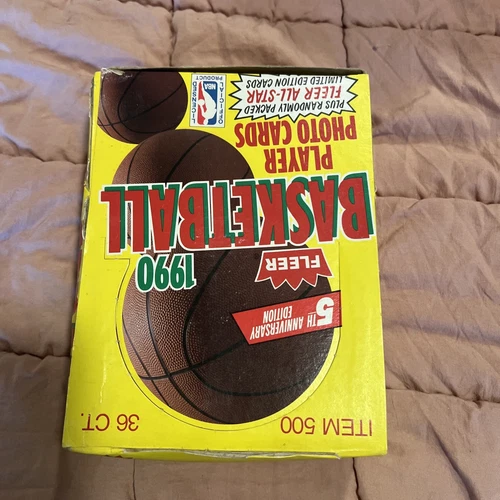 ITEM 500
36 CT.
5TH ANNIVERSARY
EDITION
FLEER
1990
BASKETBALL
PLAYER
PHOTO CARDS
PLUS RANDOMLY PACKED
FLEER ALL-STAR
LIMITED EDITION CARDS
OFFICIAL
LICENSED
NBA
PRODUCT